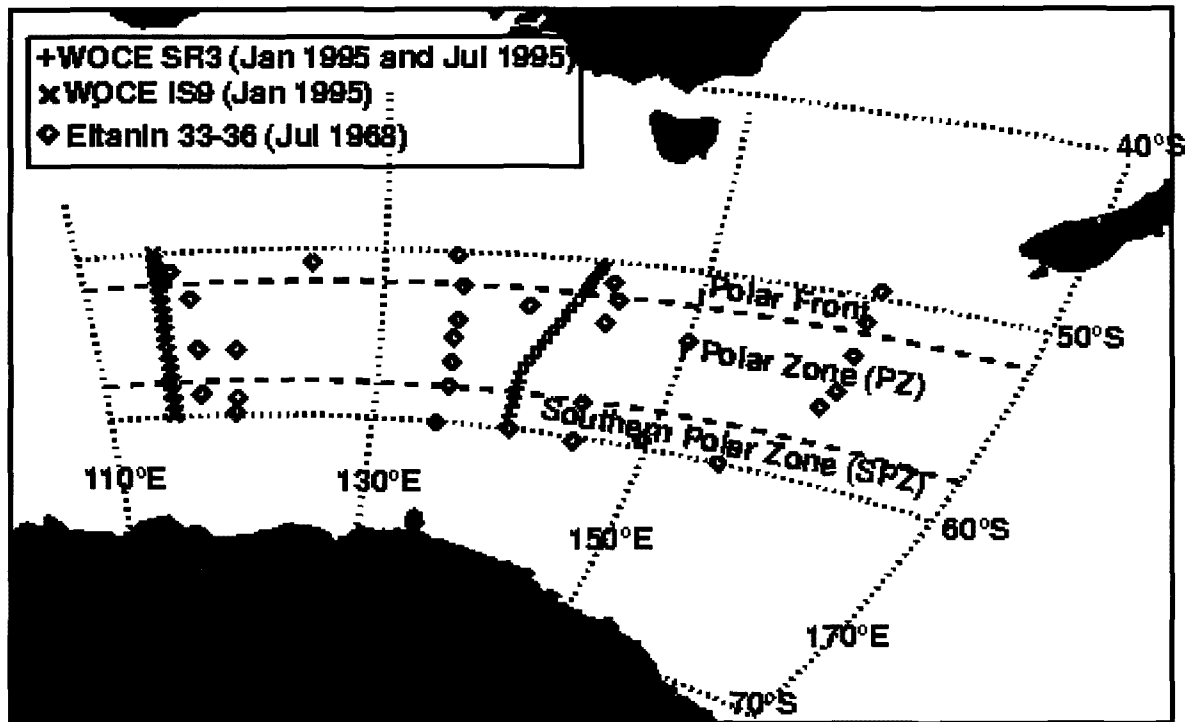 +WOCE SR3 (Jan 1995 and Jul 1995)
×WOCE IS9 (Jan 1995)
◇ Eltanin 33-36 (Jul 1968)
40°S
Polar Front
50°S
Polar Zone (PZ)
Southern Polar Zone (SPZ)
110°E
130°E
60°S
150°E
170°E
70°S